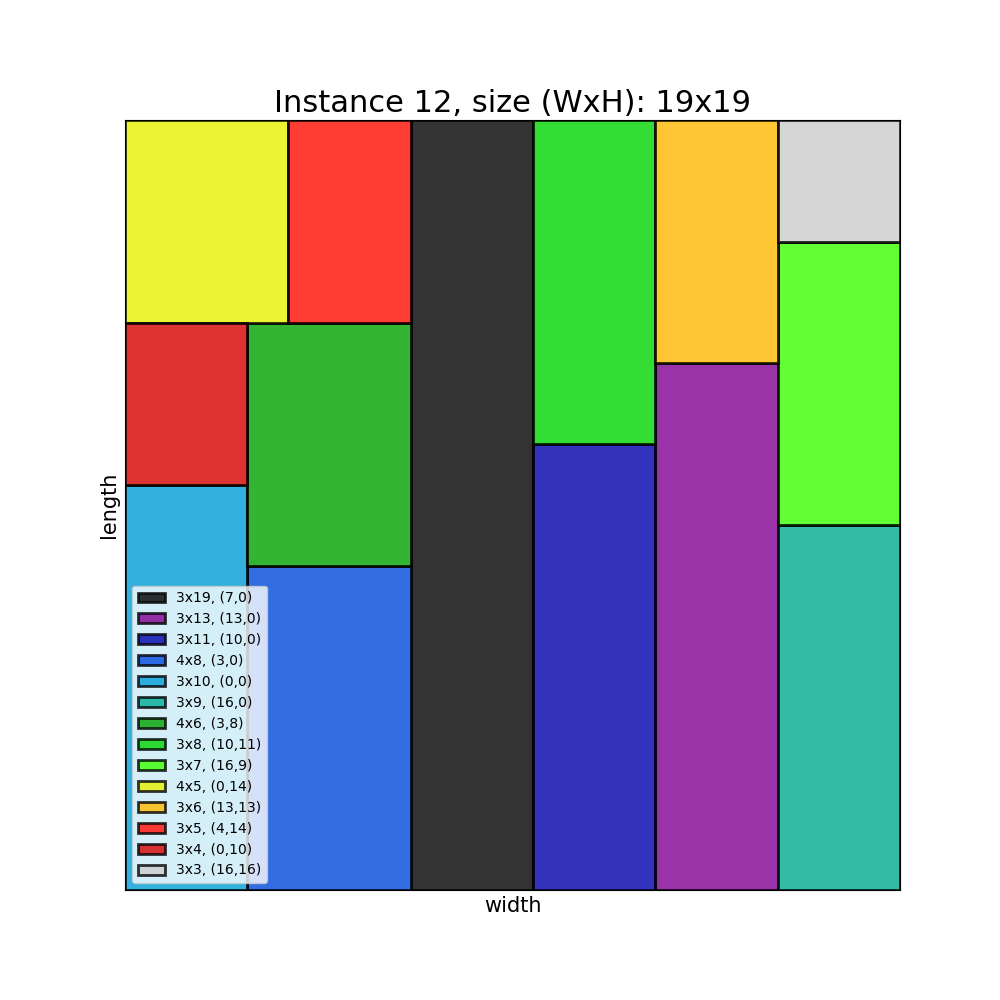 Instance 12, size (WxH): 19x19
length
3x19, (7,0)
3x13, (13,0)
3x11, (10,0)
4x8, (3,0)
3x10, (0,0)
3x9, (16,0)
4x6, (3,8)
3x8, (10,11)
3x7, (16,9)
4x5, (0,14)
3x6, (13,13)
3x5, (4,14)
3x4, (0,10)
3x3, (16,16)
width